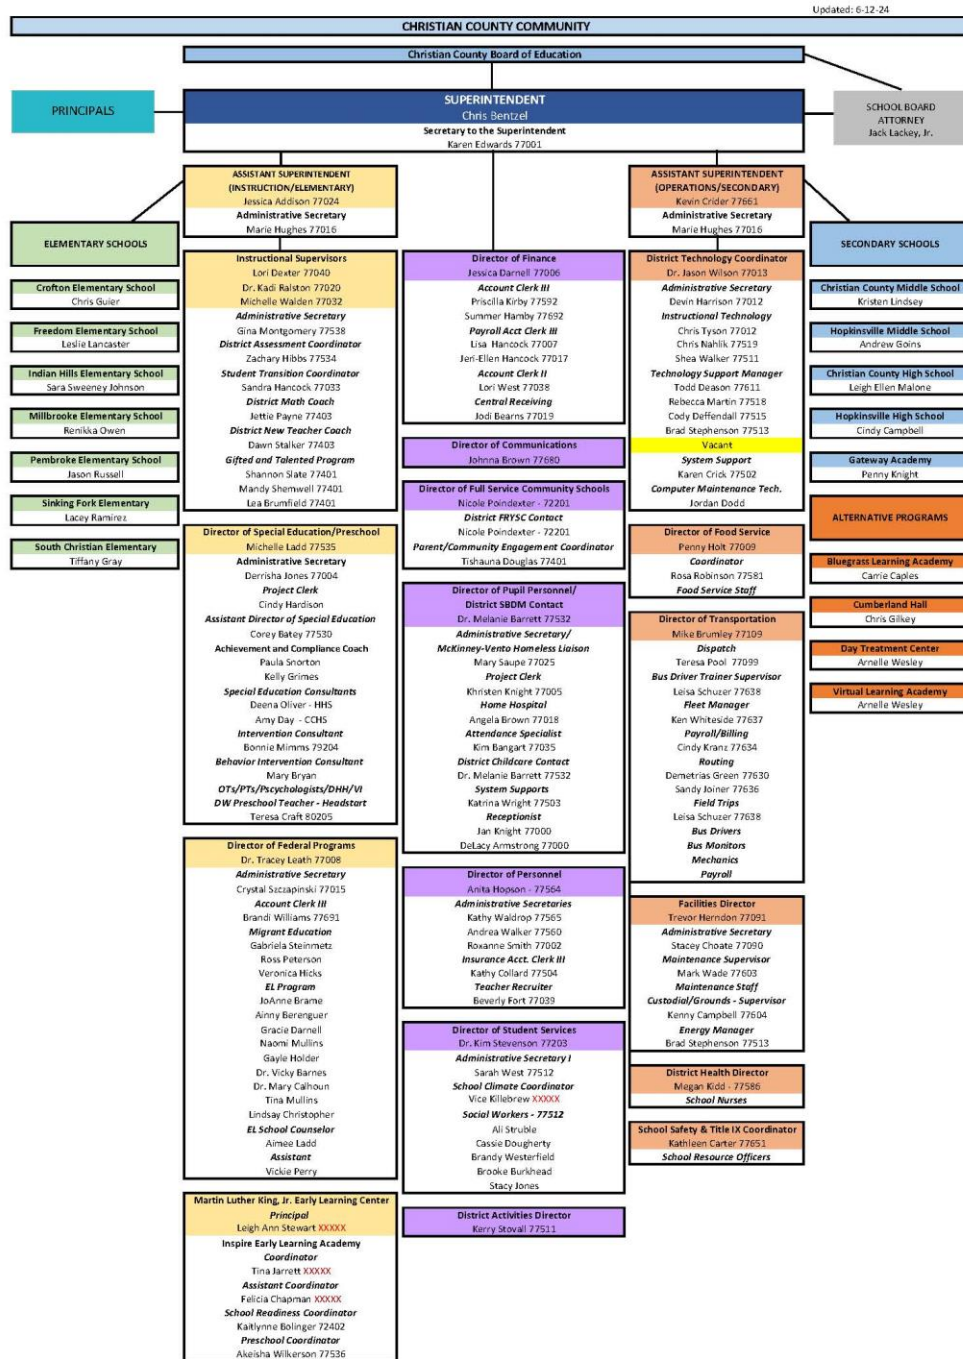 Updated: 6-12-24
CHRISTIAN COUNTY COMMUNITY
Christian County Board of Education
PRINCIPALS
SUPERINTENDENT
Chris Bentzel
Secretary to the Superintendent
Karen Edwards 77001
SCHOOL BOARD
ATTORNEY
Jack Lackey, Jr.
ASSISTANT SUPERINTENDENT
(INSTRUCTION/ELEMENTARY)
Jessica Addison 77024
Administrative Secretary
Marie Hughes 77016
ASSISTANT SUPERINTENDENT
(OPERATIONS/SECONDARY)
Kevin Crider 77661
Administrative Secretary
Marie Hughes 77016
ELEMENTARY SCHOOLS
Crofton Elementary School
Chris Guier
Freedom Elementary School
Leslie Lancaster
Indian Hills Elementary School
Sara Sweeney Johnson
Millbrooke Elementary School
Renikka Owen
Pembroke Elementary School
Jason Russell
Sinking Fork Elementary
Lacey Ramirez
South Christian Elementary
Tiffany Gray
Instructional Supervisors
Lori Dexter 77040
Dr. Kadi Ralston 77020
Michelle Walden 77032
Administrative Secretary
Gina Montgomery 77538
District Assessment Coordinator
Zachary Hibbs 77534
Student Transition Coordinator
Sandra Hancock 77033
District Math Coach
Jettie Payne 77403
District New Teacher Coach
Dawn Stalker 77403
Gifted and Talented Program
Shannon Slate 77401
Mandy Shemwell 77401
Lea Brumfield 77401
Director of Special Education/Preschool
Michelle Ladd 77535
Administrative Secretary
Derrisha Jones 77004
Project Clerk
Cindy Hardison
Assistant Director of Special Education
Corey Batey 77530
Achievement and Compliance Coach
Paula Snorton
Kelly Grimes
Special Education Consultants
Deena Oliver - HHS
Amy Day - CCHS
Intervention Consultant
Bonnie Mimms 79204
Behavior Intervention Consultant
Mary Bryan
OTs/PTs/Pscychologists/DHH/VI
DW Preschool Teacher - Headstart
Teresa Craft 80205
Director of Federal Programs
Dr. Tracey Leath 77008
Administrative Secretary
Crystal Szczapinski 77015
Account Clerk III
Brandi Williams 77691
Migrant Education
Gabriela Steinmetz
Ross Peterson
Veronica Hicks
EL Program
JoAnne Brame
Ainny Berenguer
Gracie Darnell
Naomi Mullins
Gayle Holder
Dr. Vicky Barnes
Dr. Mary Calhoun
Tina Mullins
Lindsay Christopher
EL School Counselor
Aimee Ladd
Assistant
Vickie Perry
Martin Luther King, Jr. Early Learning Center
Principal
Leigh Ann Stewart XXXXX
Inspire Early Learning Academy
Coordinator
Tina Jarrett XXXXX
Assistant Coordinator
Felicia Chapman XXXXX
School Readiness Coordinator
Kaitlynne Bolinger 72402
Preschool Coordinator
Akeisha Wilkerson 77536
Director of Finance
Jessica Darnell 77006
Account Clerk III
Priscilla Kirby 77592
Summer Hamby 77692
Payroll Acct Clerk III
Lisa Hancock 77007
Jeri-Ellen Hancock 77017
Account Clerk II
Lori West 77038
Central Receiving
Jodi Bearns 77019
Director of Communications
Johnna Brown 77680
Director of Full Service Community Schools
Nicole Poindexter - 72201
District FRYSC Contact
Nicole Poindexter - 72201
Parent/Community Engagement Coordinator
Tishauna Douglas 77401
Director of Pupil Personnel/
District SBDM Contact
Dr. Melanie Barrett 77532
Administrative Secretary/
McKinney-Vento Homeless Liaison
Mary Saupe 77025
Project Clerk
Khristen Knight 77005
Home Hospital
Angela Brown 77018
Attendance Specialist
Kim Bangart 77035
District Childcare Contact
Dr. Melanie Barrett 77532
System Supports
Katrina Wright 77503
Receptionist
Jan Knight 77000
DeLacy Armstrong 77000
Director of Personnel
Anita Hopson - 77564
Administrative Secretaries
Kathy Waldrop 77565
Andrea Walker 77560
Roxanne Smith 77002
Insurance Acct. Clerk III
Kathy Collard 77504
Teacher Recruiter
Beverly Fort 77039
Director of Student Services
Dr. Kim Stevenson 77203
Administrative Secretary I
Sarah West 77512
School Climate Coordinator
Vice Killebrew XXXXX
Social Workers - 77512
Ali Struble
Cassie Dougherty
Brandy Westerfield
Brooke Burkhead
Stacy Jones
District Activities Director
Kerry Stovall 77511
District Technology Coordinator
Dr. Jason Wilson 77013
Administrative Secretary
Devin Harrison 77012
Instructional Technology
Chris Tyson 77012
Chris Nahlik 77519
Shea Walker 77511
Technology Support Manager
Todd Deason 77611
Rebecca Martin 77518
Cody Deffendall 77515
Brad Stephenson 77513
Vacant
System Support
Karen Crick 77502
Computer Maintenance Tech.
Jordan Dodd
Director of Food Service
Penny Holt 77009
Coordinator
Rosa Robinson 77581
Food Service Staff
Director of Transportation
Mike Brumley 77109
Dispatch
Teresa Pool 77099
Bus Driver Trainer Supervisor
Leisa Schuzer 77638
Fleet Manager
Ken Whiteside 77637
Payroll/Billing
Cindy Kranz 77634
Routing
Demetrias Green 77630
Sandy Joiner 77636
Field Trips
Leisa Schuzer 77638
Bus Drivers
Bus Monitors
Mechanics
Payroll
Facilities Director
Trevor Herndon 77091
Administrative Secretary
Stacey Choate 77090
Maintenance Supervisor
Mark Wade 77603
Maintenance Staff
Custodial/Grounds - Supervisor
Kenny Campbell 77604
Energy Manager
Brad Stephenson 77513
District Health Director
Megan Kidd - 77586
School Nurses
School Safety & Title IX Coordinator
Kathleen Carter 77651
School Resource Officers
SECONDARY SCHOOLS
Christian County Middle School
Kristen Lindsey
Hopkinsville Middle School
Andrew Goins
Christian County High School
Leigh Ellen Malone
Hopkinsville High School
Cindy Campbell
Gateway Academy
Penny Knight
ALTERNATIVE PROGRAMS
Bluegrass Learning Academy
Carrie Caples
Cumberland Hall
Chris Gilkey
Day Treatment Center
Arnelle Wesley
Virtual Learning Academy
Arnelle Wesley